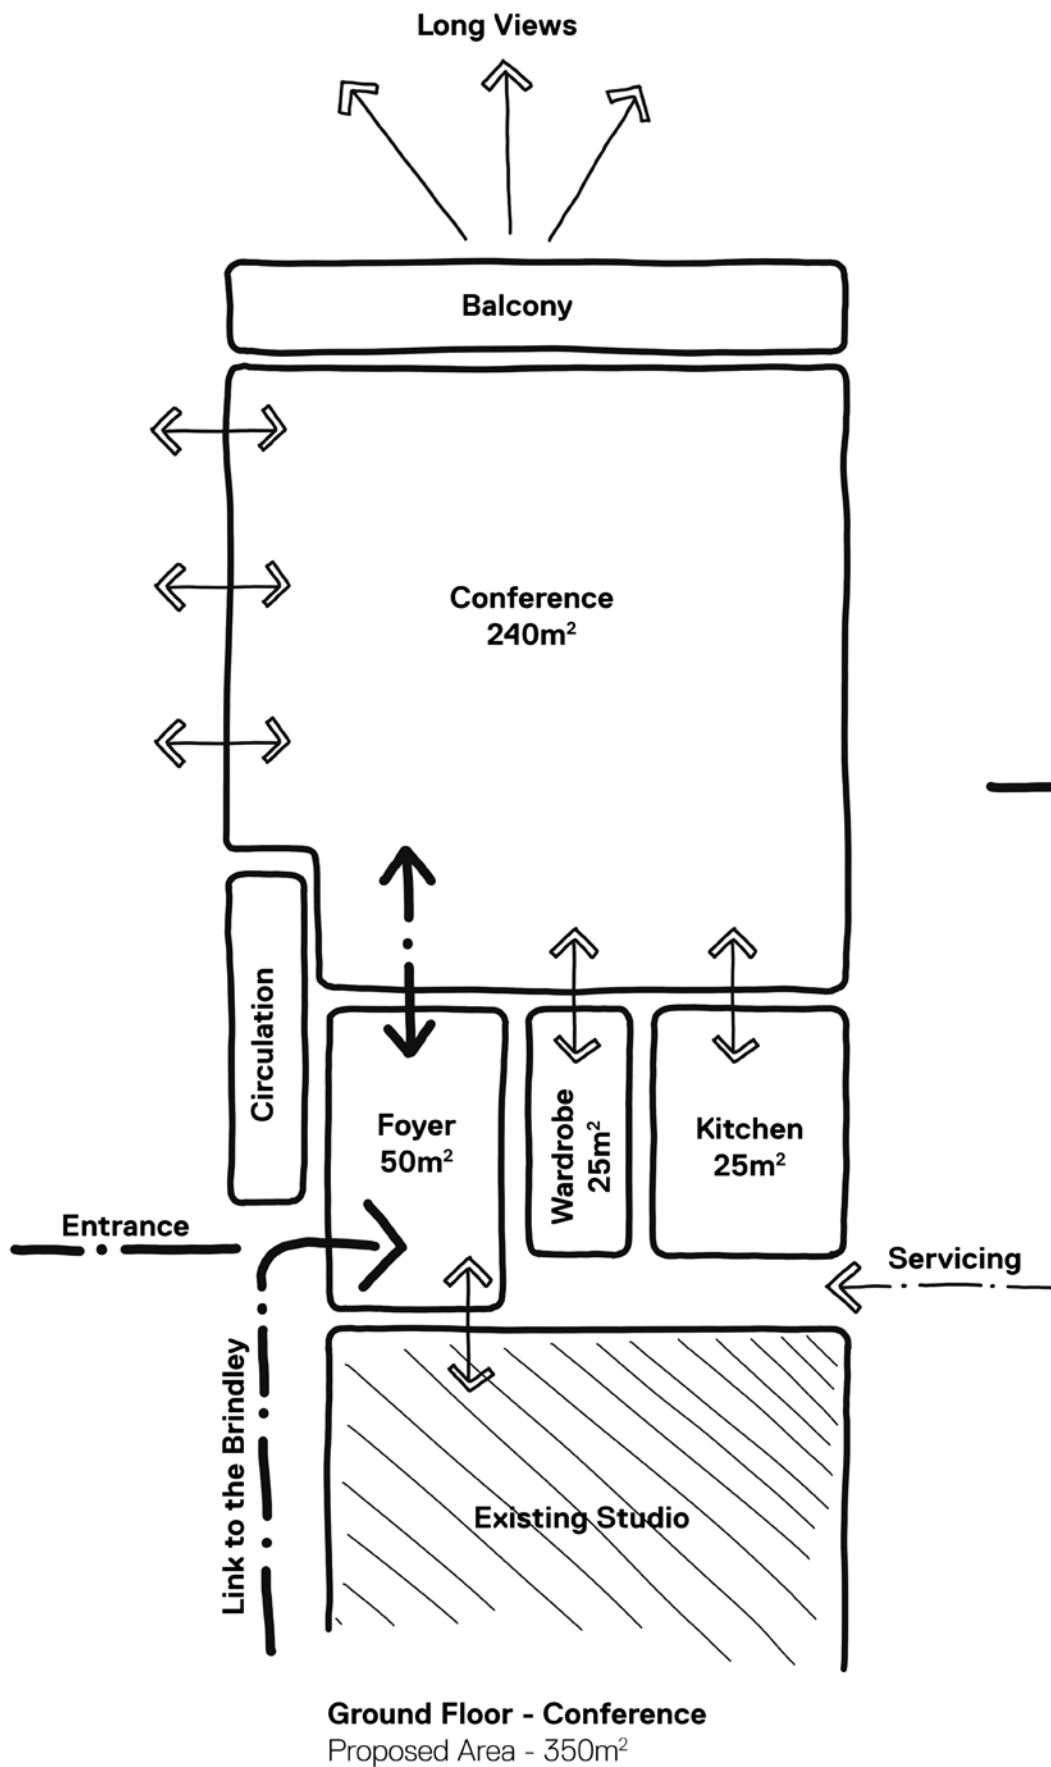 Long Views
Balcony
Conference
240m²
Circulation
Foyer
50m²
Wardrobe
25m²
Kitchen
25m²
Entrance
Servicing
Link to the Brindley
Existing Studio
Ground Floor - Conference
Proposed Area - 350m²